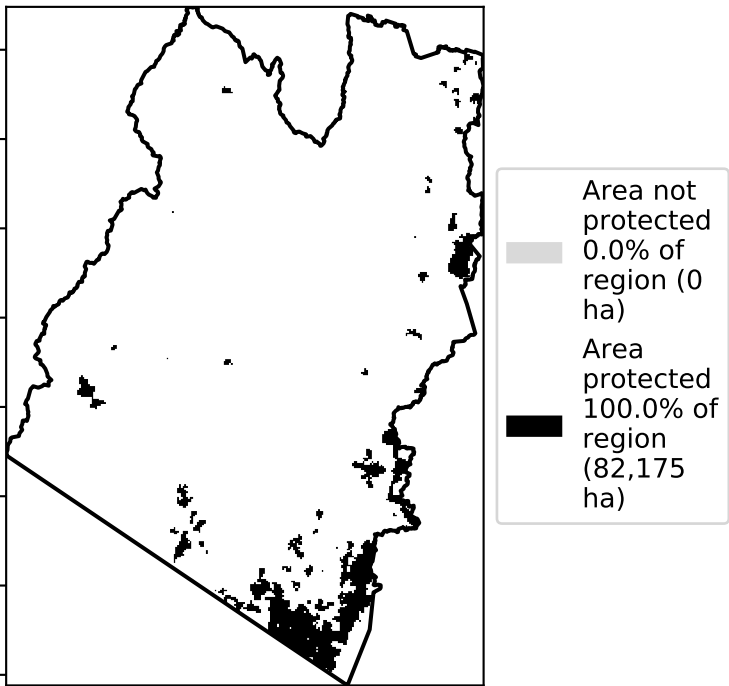 Area not
protected
0.0% of
region (0
ha)
Area
protected
100.0% of
region
(82,175
ha)